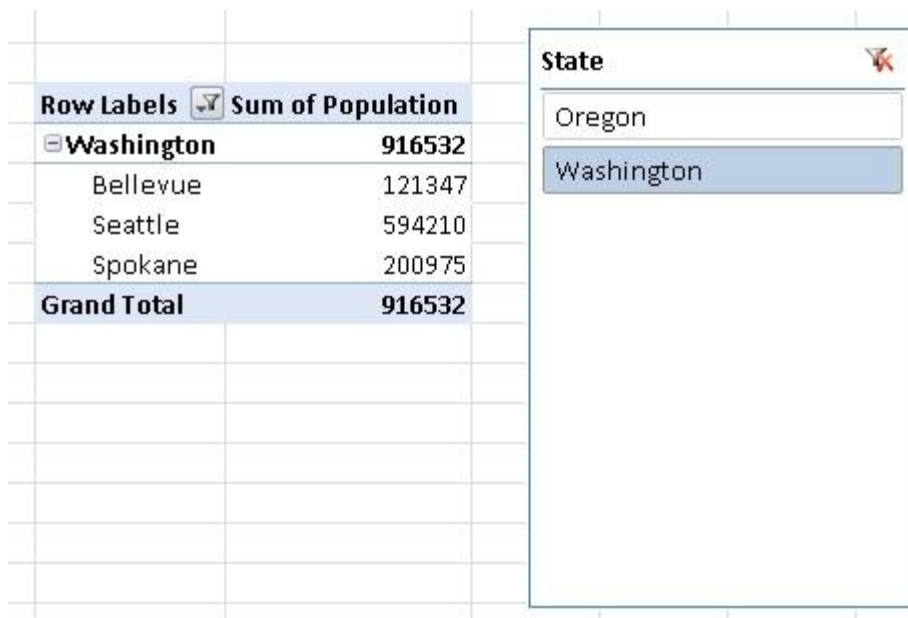 Row Labels Sum of Population
Washington 916532
Bellevue 121347
Seattle 594210
Spokane 200975
Grand Total 916532
State
Oregon
Washington